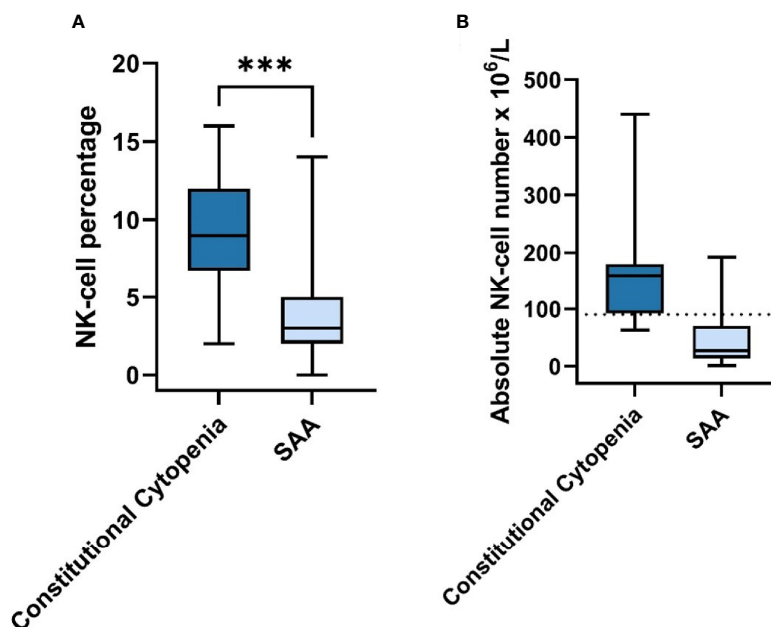 A
NK-cell percentage
20
15
10
5
0
***
Constitutional Cytopenia
SAA
B
Absolute NK-cell number x 10⁶/L
500
400
300
200
100
0
Constitutional Cytopenia
SAA